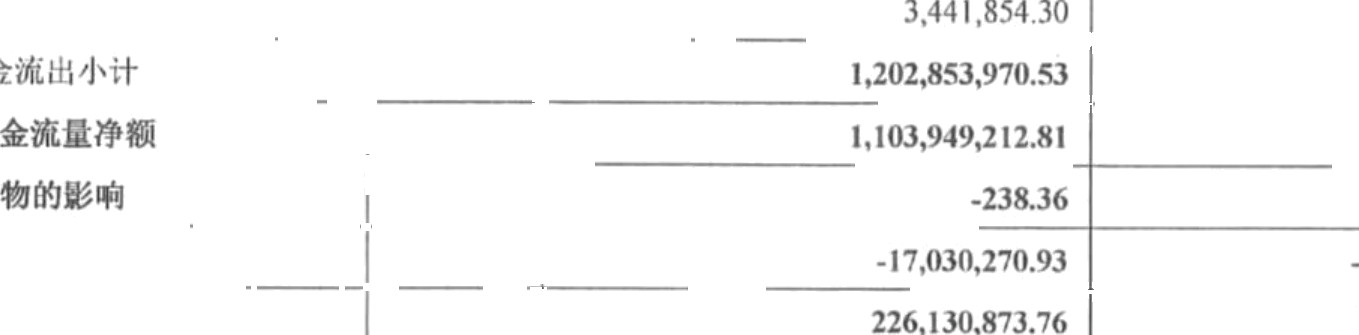 3,441,854.30
金流出小计 1,202,853,970.53
金流量净额 1,103,949,212.81
物的影响 -238.36
-17,030,270.93 -
226,130,873.76